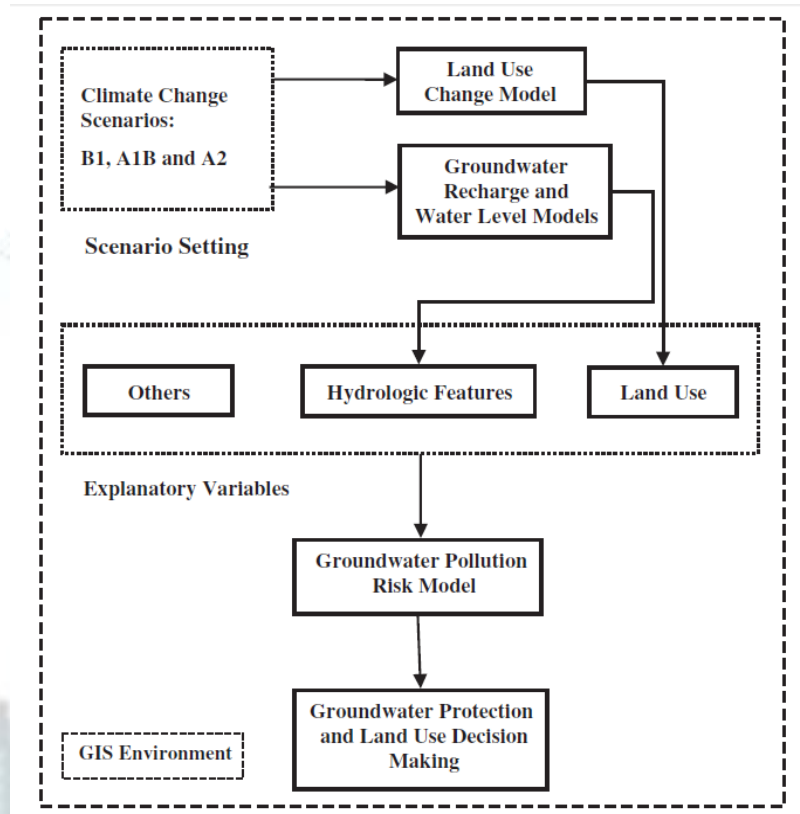 Climate Change
Scenarios:
B1, A1B and A2
Land Use
Change Model
Groundwater
Recharge and
Water Level Models
Scenario Setting
Others
Hydrologic Features
Land Use
Explanatory Variables
Groundwater Pollution
Risk Model
Groundwater Protection
and Land Use Decision
Making
GIS Environment